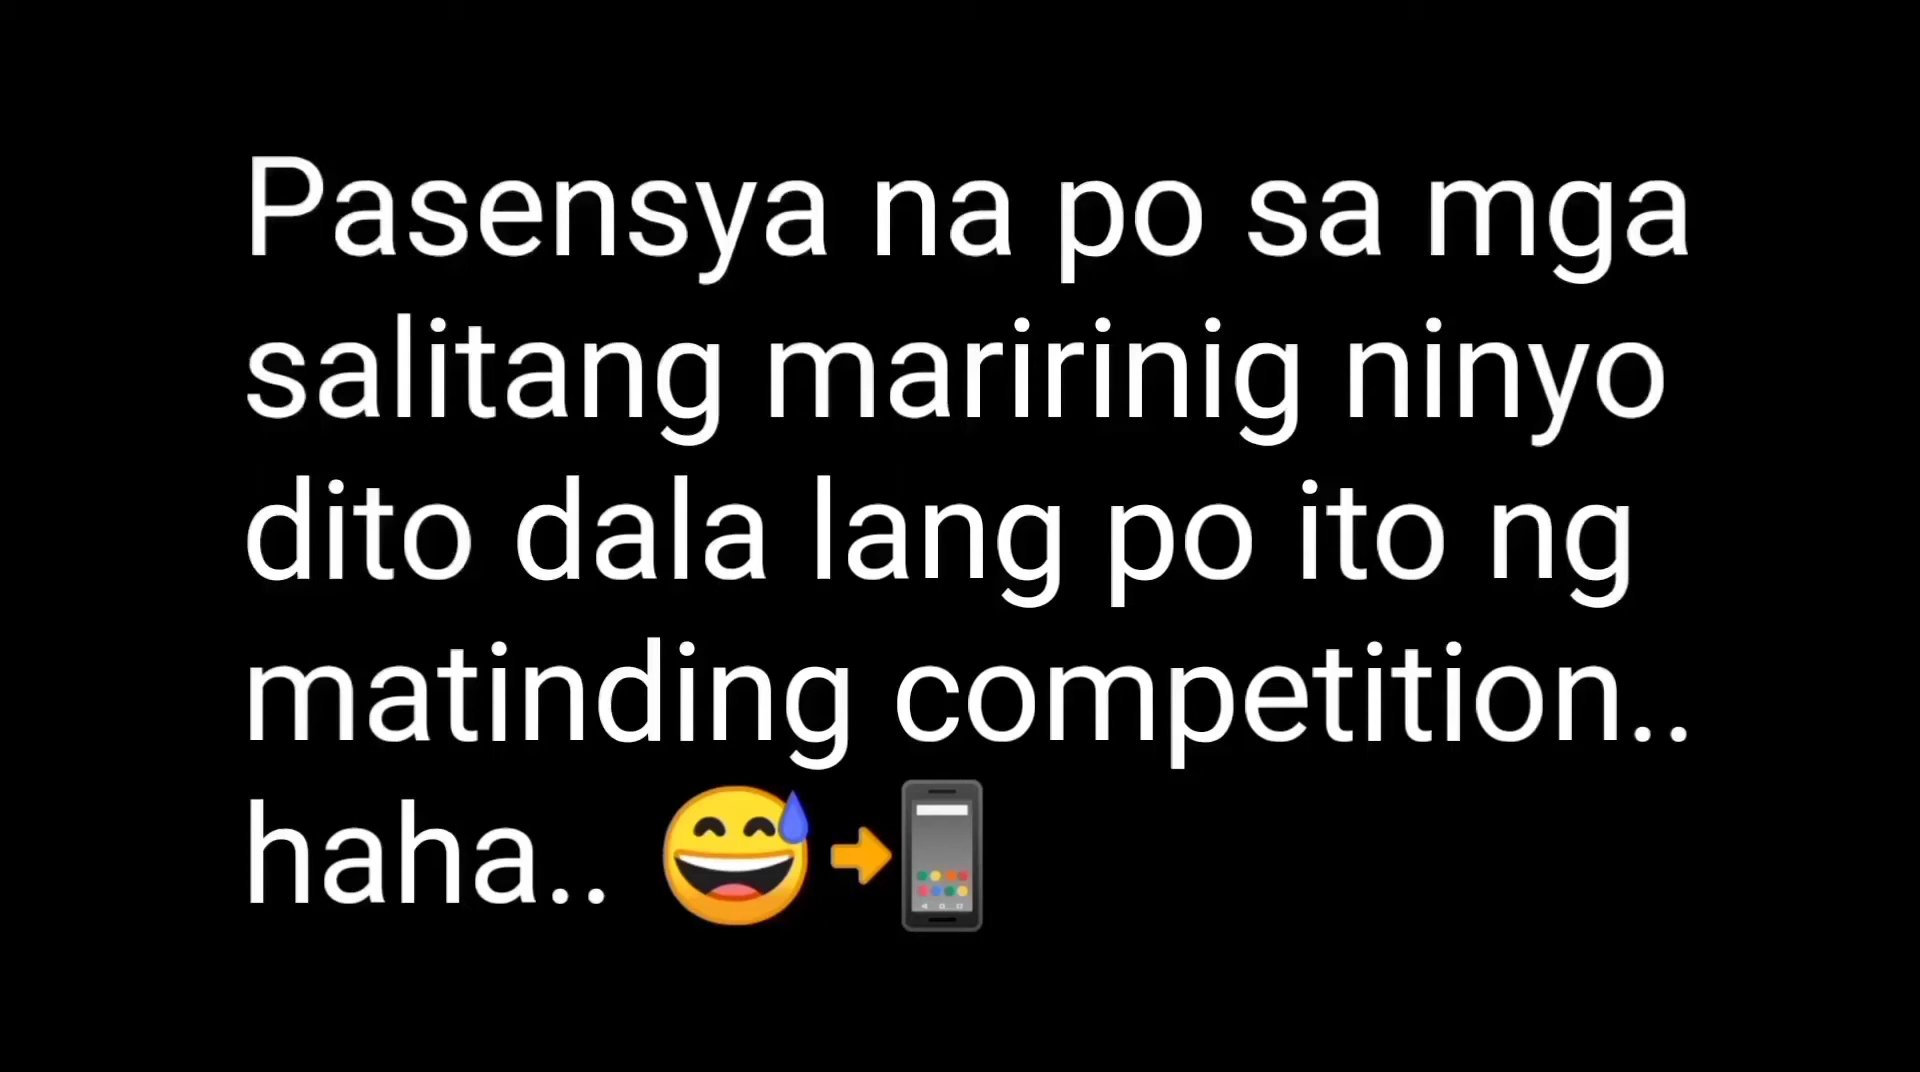 Pasensya na po sa mga
salitang maririnig ninyo
dito dala lang po ito ng
matinding competition..
haha.. 😅➡📱